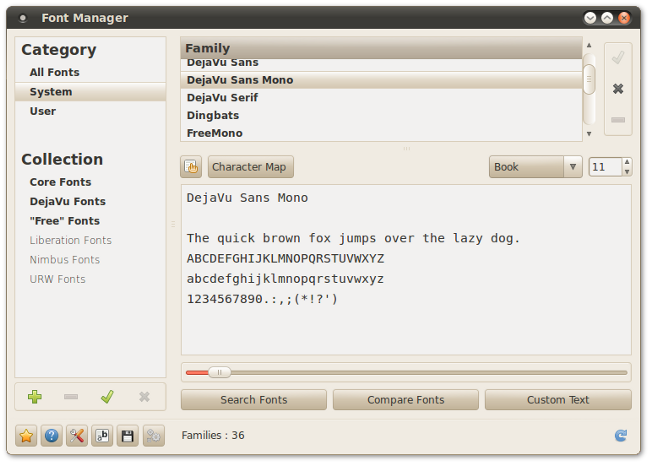 Font Manager
Category
All Fonts
System
User
Collection
Core Fonts
DejaVu Fonts
"Free" Fonts
Liberation Fonts
Nimbus Fonts
URW Fonts
Family
DejaVu Sans
DejaVu Sans Mono
DejaVu Serif
Dingbats
FreeMono
Character Map
Book
11
DejaVu Sans Mono
The quick brown fox jumps over the lazy dog.
ABCDEFGHIJKLMNOPQRSTUVWXYZ
abcdefghijklmnopqrstuvwxyz
1234567890.:,;(*!?')
Search Fonts
Compare Fonts
Custom Text
Families : 36